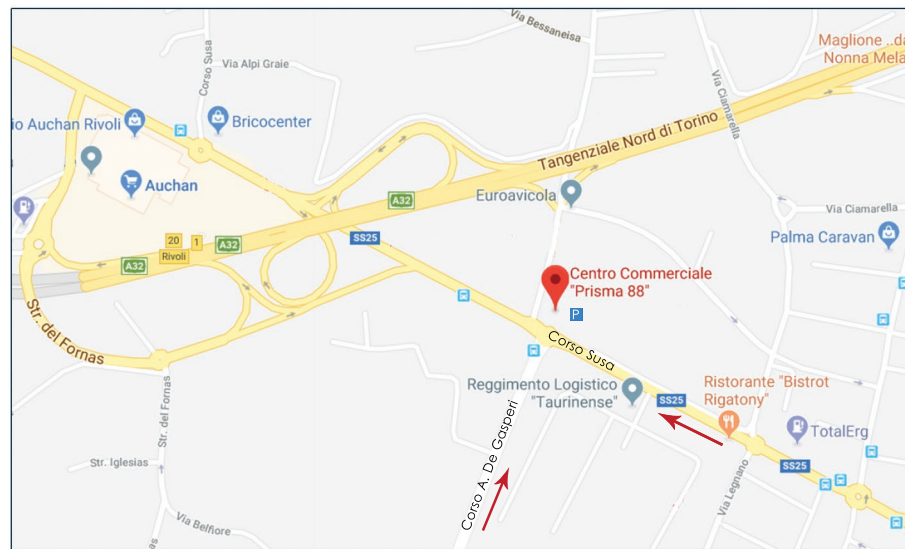 Via Bessaneisa
Maglione ..da
Nonna Mela
Corso Susa
Via Alpi Graie
Via Ciamarella
io Auchan Rivoli
Bricocenter
Tangenziale Nord di Torino
Auchan
Euroavicola
A32
Via Ciamarella
SS25
20
1
Rivoli
A32
A32
Palma Caravan
Centro Commerciale
"Prisma 88"
P
Str. del Fornas
Corso Susa
Reggimento Logistico
"Taurinense"
Ristorante "Bistrot
Rigatony"
SS25
TotalErg
Str. del Fornas
Str. Iglesias
SS25
Corso A. De Gasperi
Via Legnano
Via Belfiore